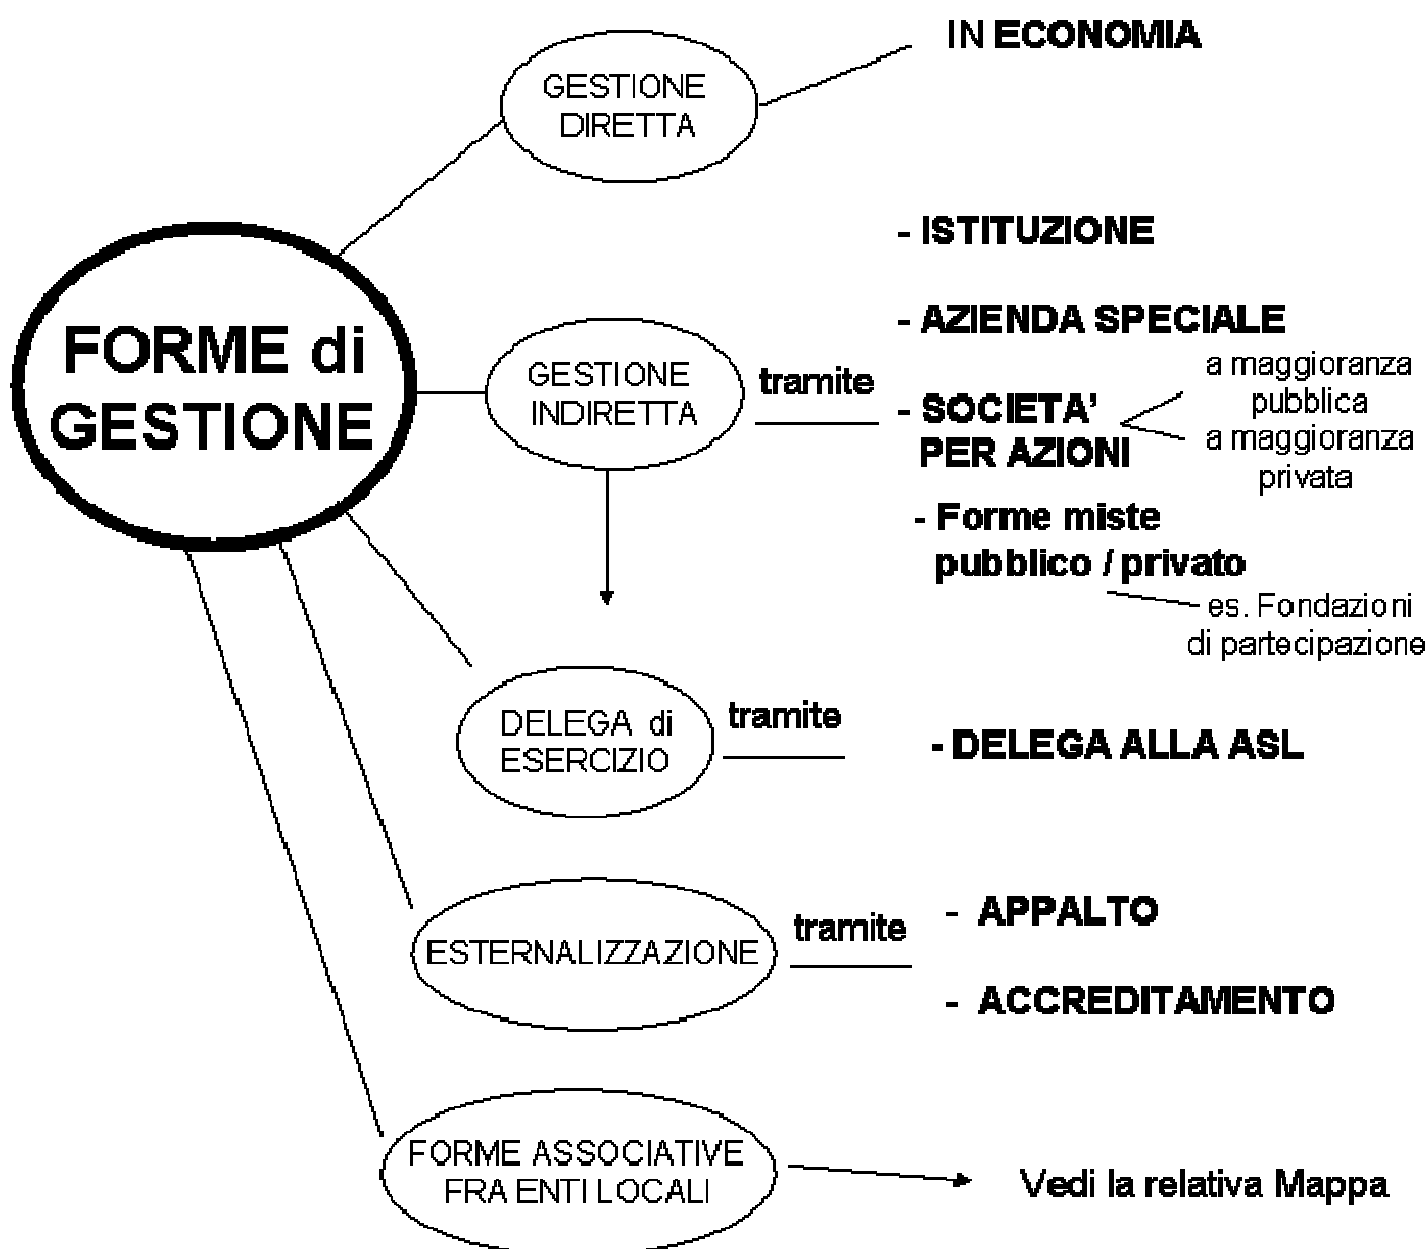 IN ECONOMIA
GESTIONE
DIRETTA
FORME di
GESTIONE
- ISTITUZIONE
- AZIENDA SPECIALE
GESTIONE
INDIRETTA
tramite
- SOCIETA'
PER AZIONI
a maggioranza
pubblica
a maggioranza
privata
- Forme miste
pubblico / privato
es. Fondazioni
di partecipazione
DELEGA di
ESERCIZIO
tramite
- DELEGA ALLA ASL
ESTERNALIZZAZIONE
tramite
- APPALTO
- ACCREDITAMENTO
FORME ASSOCIATIVE
FRA ENTI LOCALI
Vedi la relativa Mappa